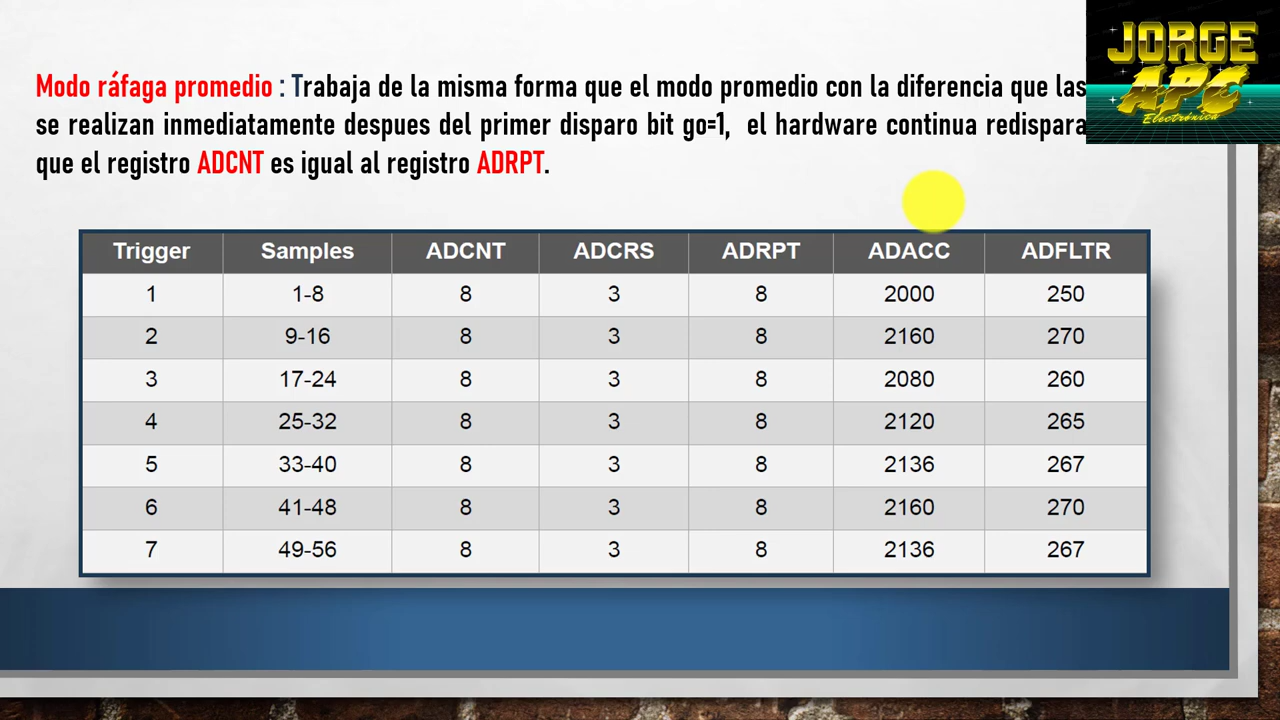 JORGE
APC
Electrónica
Modo ráfaga promedio : Trabaja de la misma forma que el modo promedio con la diferencia que las
se realizan inmediatamente despues del primer disparo bit go=1, el hardware continua redispara
que el registro ADCNT es igual al registro ADRPT.
Trigger Samples ADCNT ADCRS ADRPT ADACC ADFLTR
1 1-8 8 3 8 2000 250
2 9-16 8 3 8 2160 270
3 17-24 8 3 8 2080 260
4 25-32 8 3 8 2120 265
5 33-40 8 3 8 2136 267
6 41-48 8 3 8 2160 270
7 49-56 8 3 8 2136 267